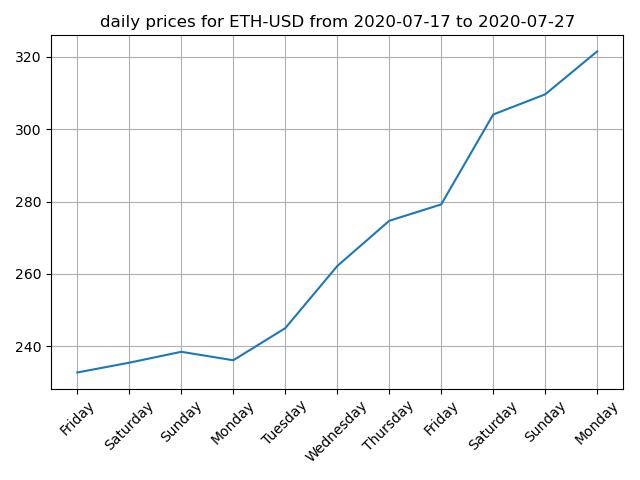 daily prices for ETH-USD from 2020-07-17 to 2020-07-27
320
300
280
260
240
Friday
Saturday
Sunday
Monday
Tuesday
Wednesday
Thursday
Friday
Saturday
Sunday
Monday